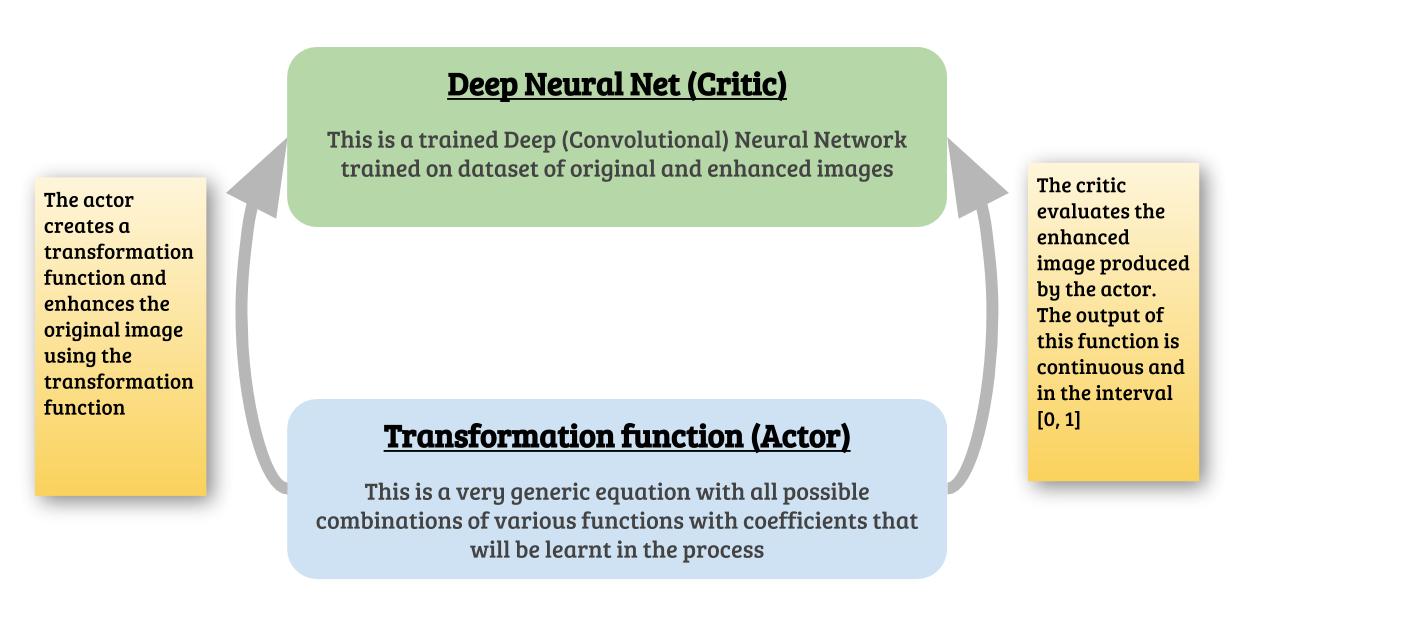 Deep Neural Net (Critic)
This is a trained Deep (Convolutional) Neural Network
trained on dataset of original and enhanced images
The actor
creates a
transformation
function and
enhances the
original image
using the
transformation
function
The critic
evaluates the
enhanced
image produced
by the actor.
The output of
this function is
continuous and
in the interval
[0, 1]
Transformation function (Actor)
This is a very generic equation with all possible
combinations of various functions with coefficients that
will be learnt in the process